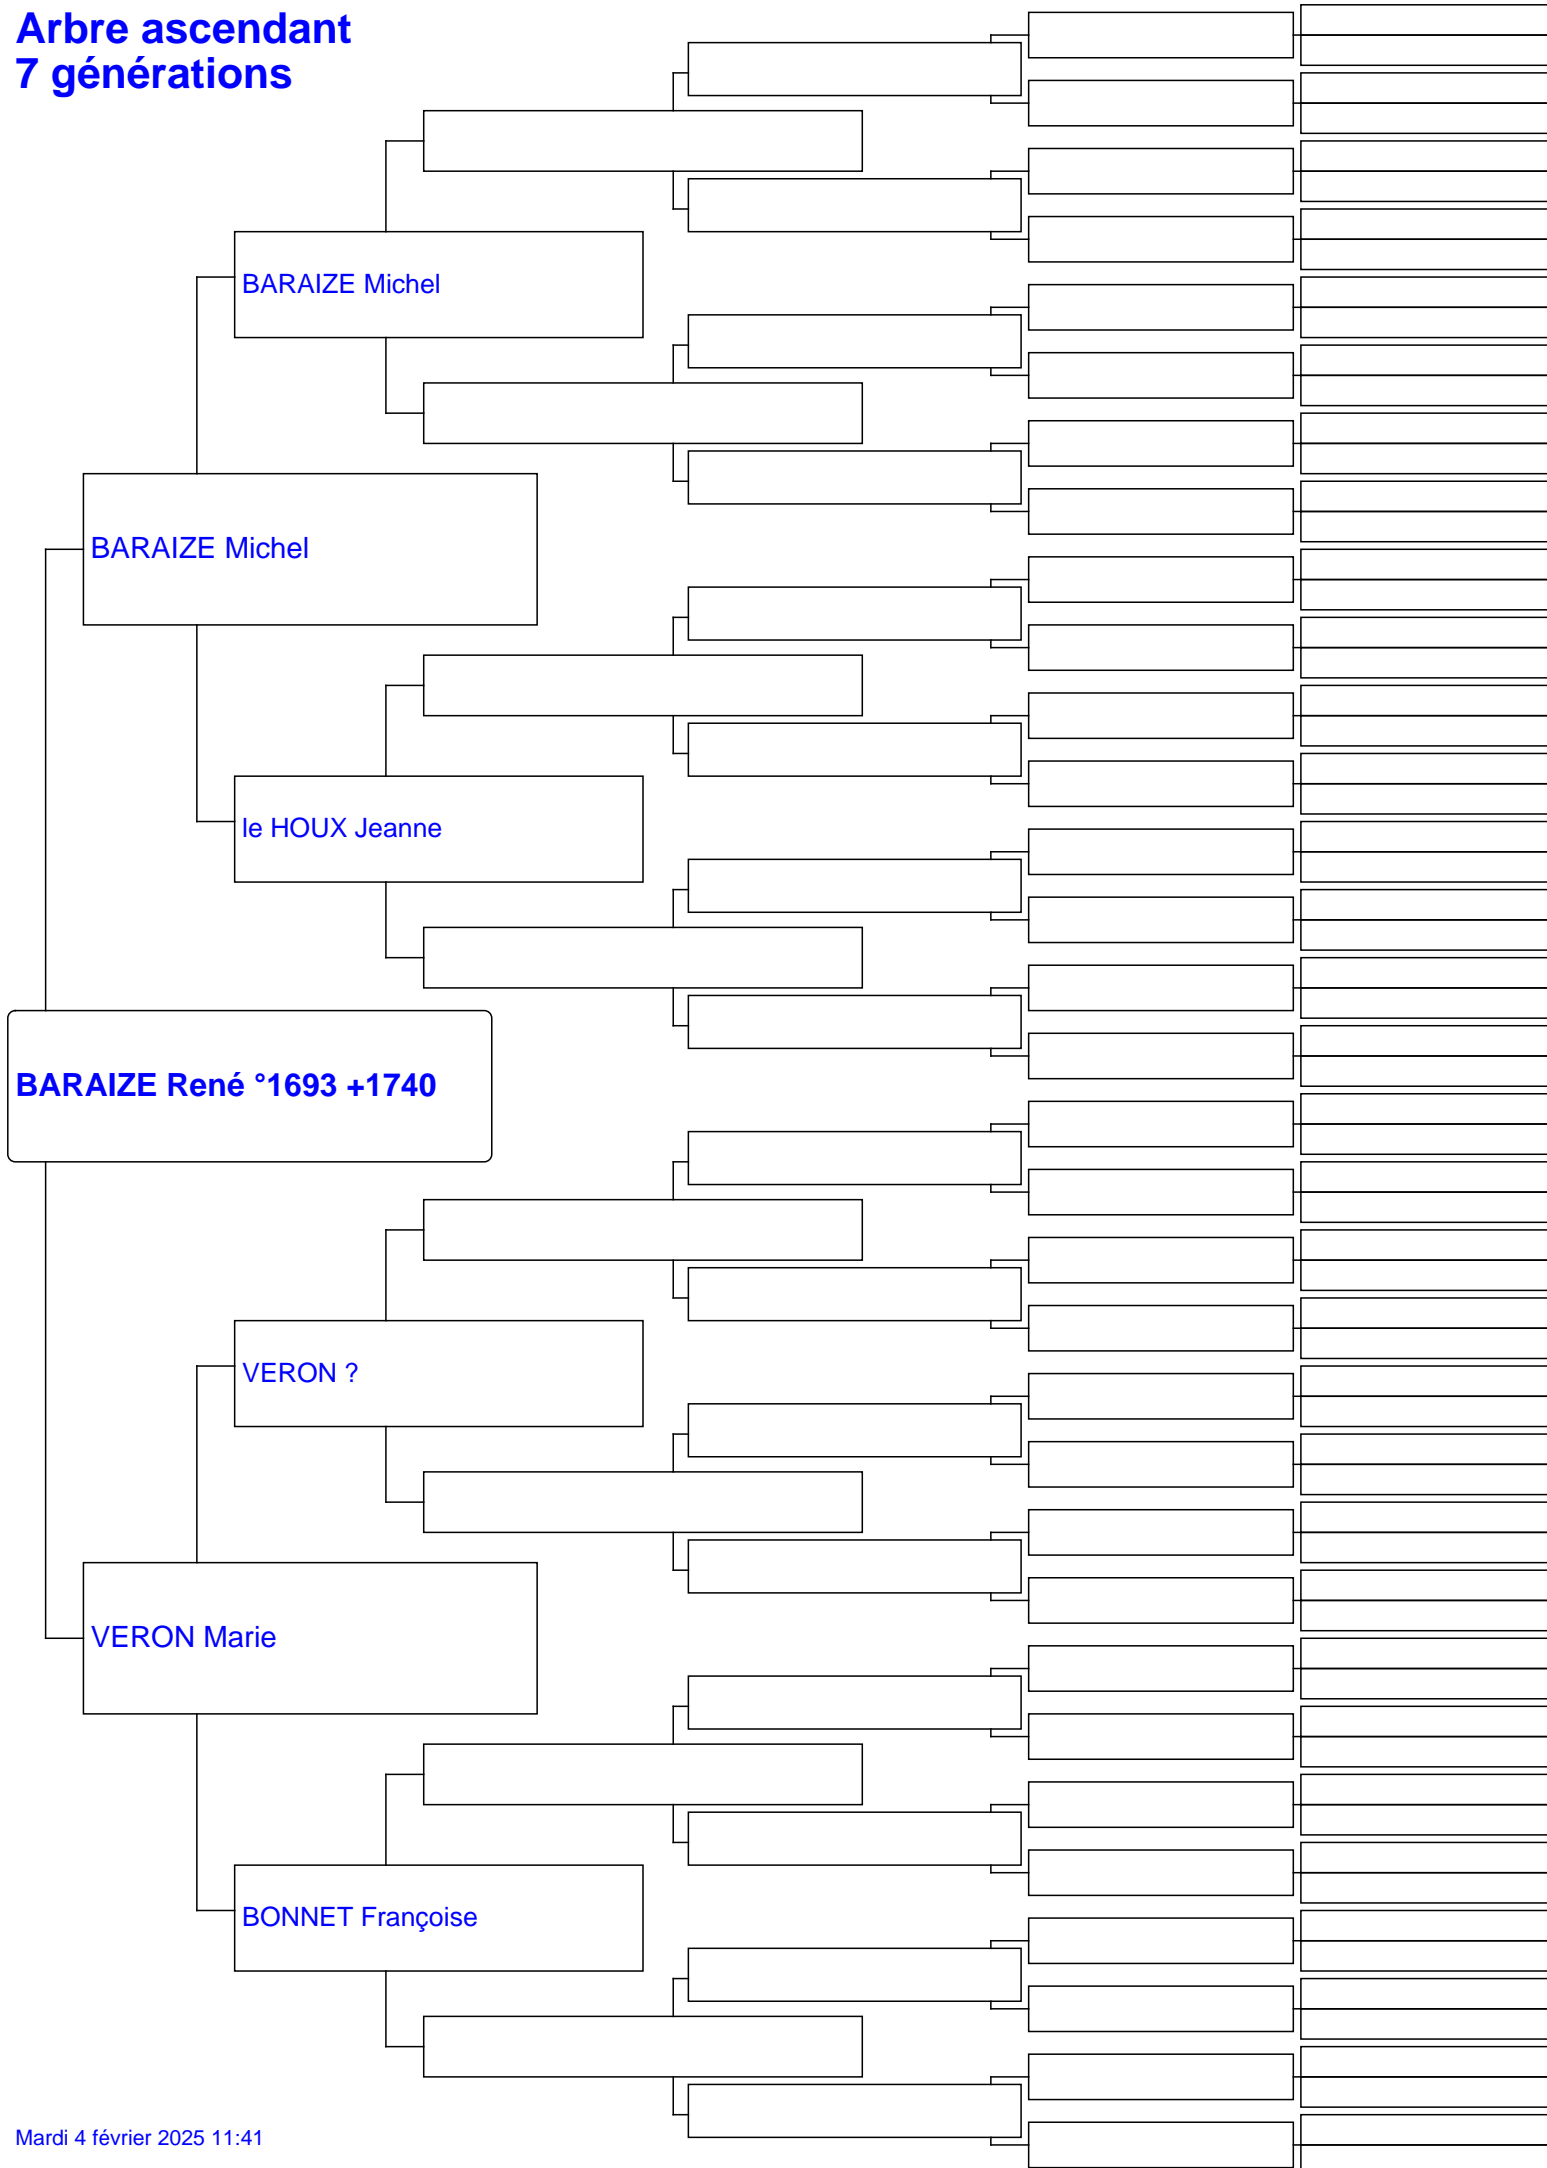 Arbre ascendant
7 générations
BARAIZE Michel
BARAIZE Michel
le HOUX Jeanne
BARAIZE René °1693 +1740
VERON ?
VERON Marie
BONNET Françoise
Mardi 4 février 2025 11:41